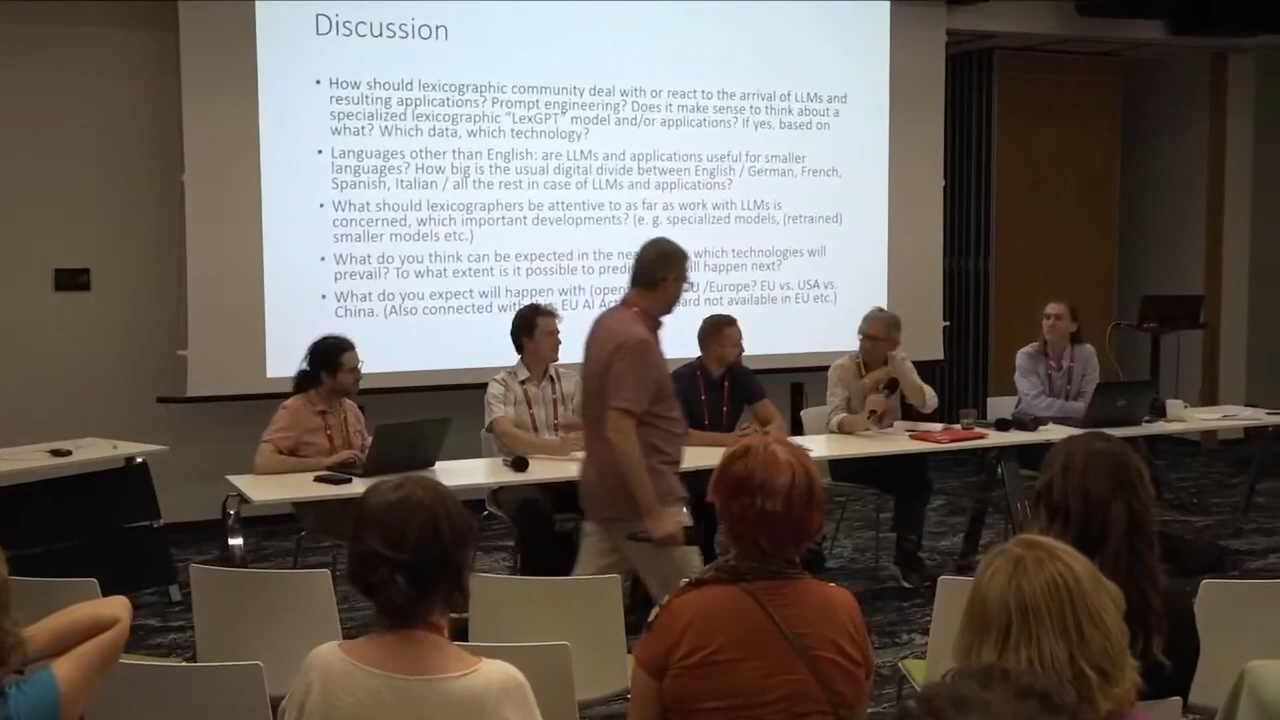 Discussion
• How should lexicographic community deal with or react to the arrival of LLMs and
resulting applications? Prompt engineering? Does it make sense to think about a
specialized lexicographic “LexGPT” model and/or applications? If yes, based on
what? Which data, which technology?
• Languages other than English: are LLMs and applications useful for smaller
languages? How big is the usual digital divide between English / German, French,
Spanish, Italian / all the rest in case of LLMs and applications?
• What should lexicographers be attentive to as far as work with LLMs is
concerned, which important developments? (e. g. specialized models, (retrained)
smaller models etc.)
• What do you think can be expected in the which technologies will
prevail? To what extent is it possible to happen next?
• What do you expect will happen with /Europe? EU vs. USA vs.
China. (Also connected with EU AI not available in EU etc.)